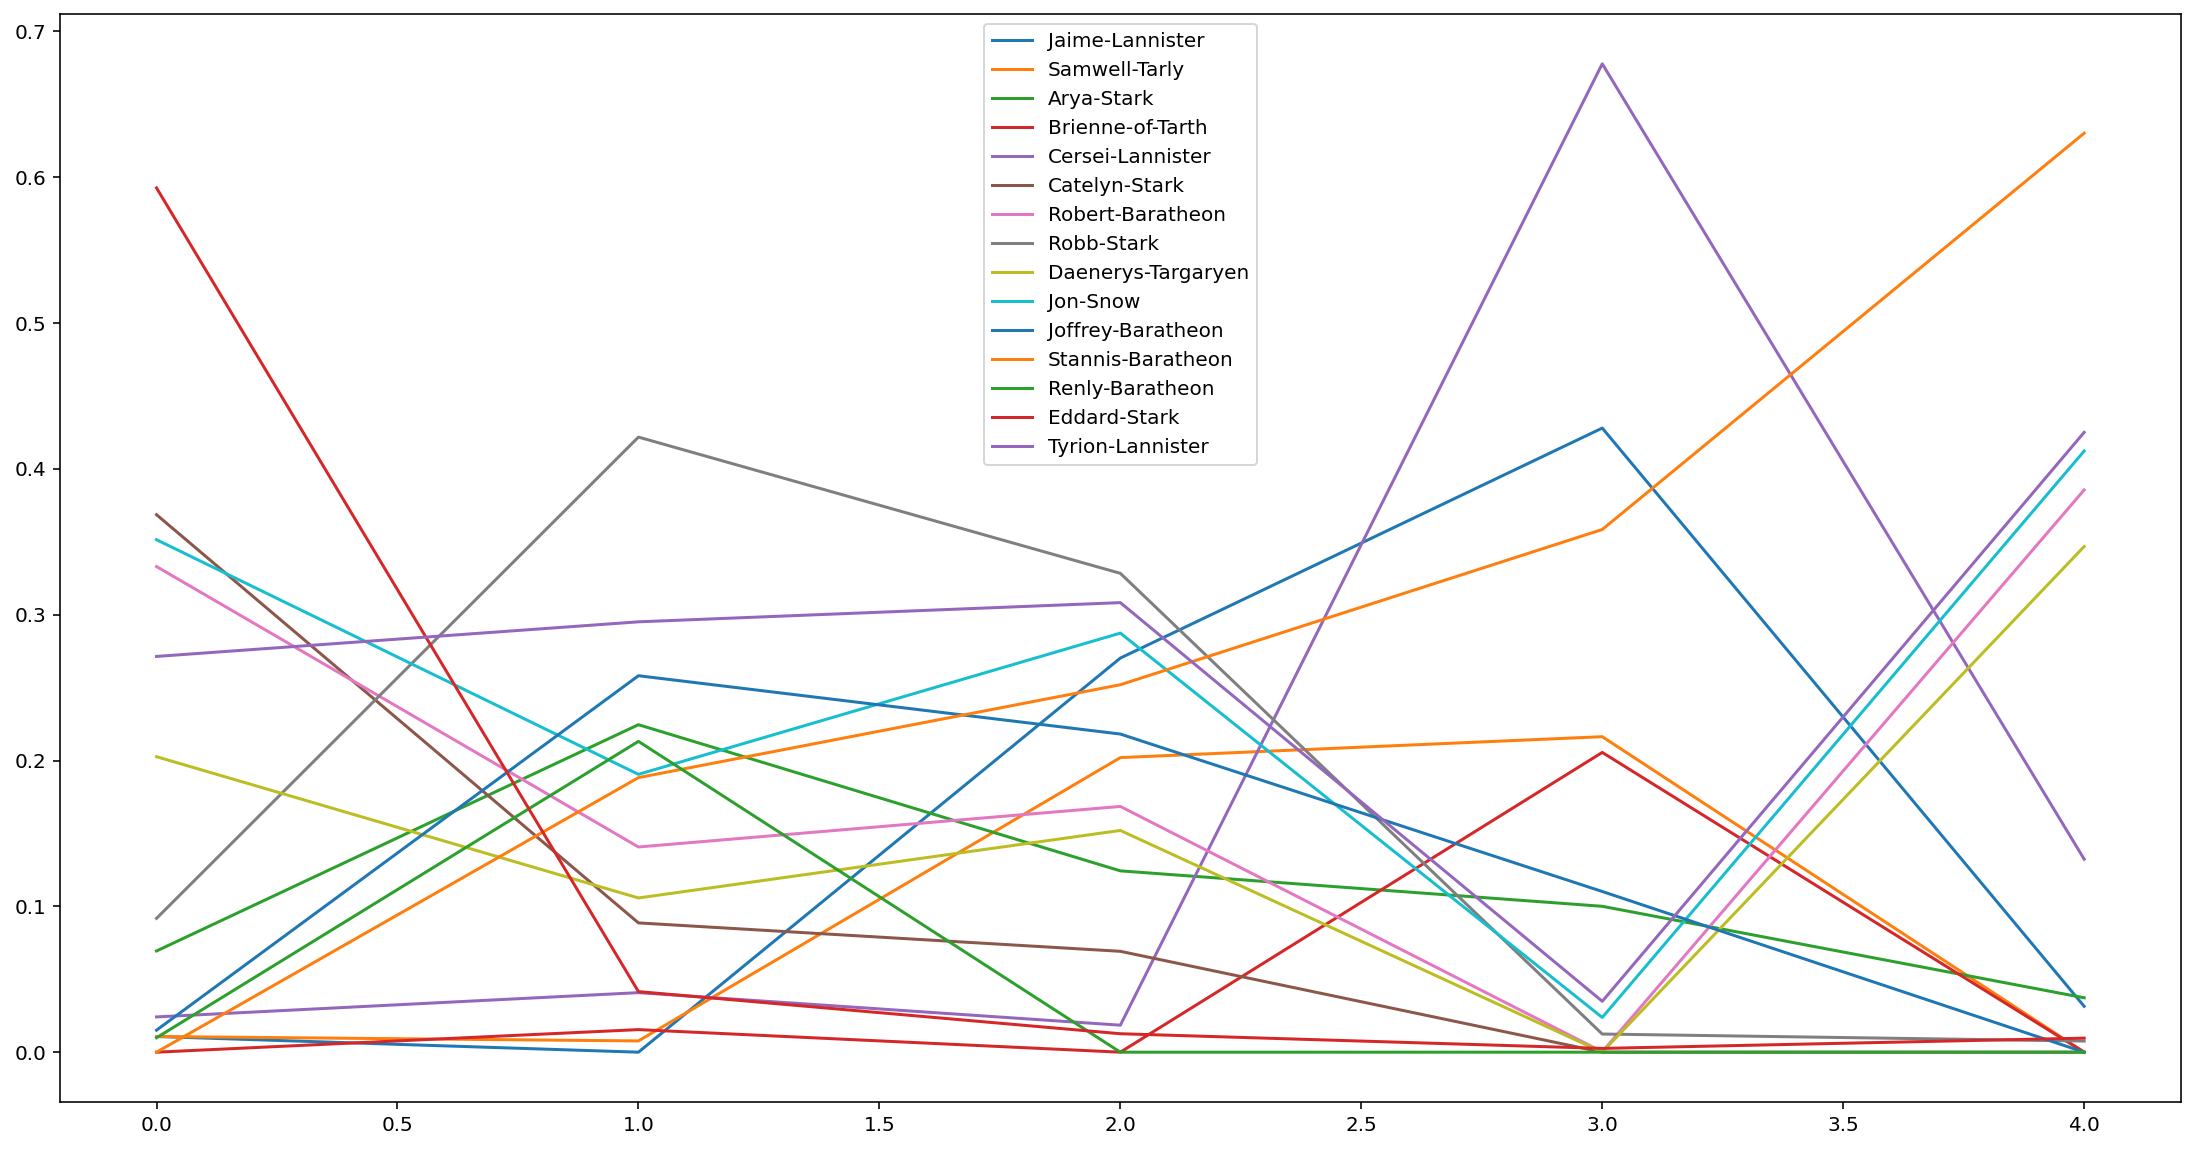 0.7
0.6
0.5
0.4
0.3
0.2
0.1
0.0
Jaime-Lannister
Samwell-Tarly
Arya-Stark
Brienne-of-Tarth
Cersei-Lannister
Catelyn-Stark
Robert-Baratheon
Robb-Stark
Daenerys-Targaryen
Jon-Snow
Joffrey-Baratheon
Stannis-Baratheon
Renly-Baratheon
Eddard-Stark
Tyrion-Lannister
0.0 0.5 1.0 1.5 2.0 2.5 3.0 3.5 4.0